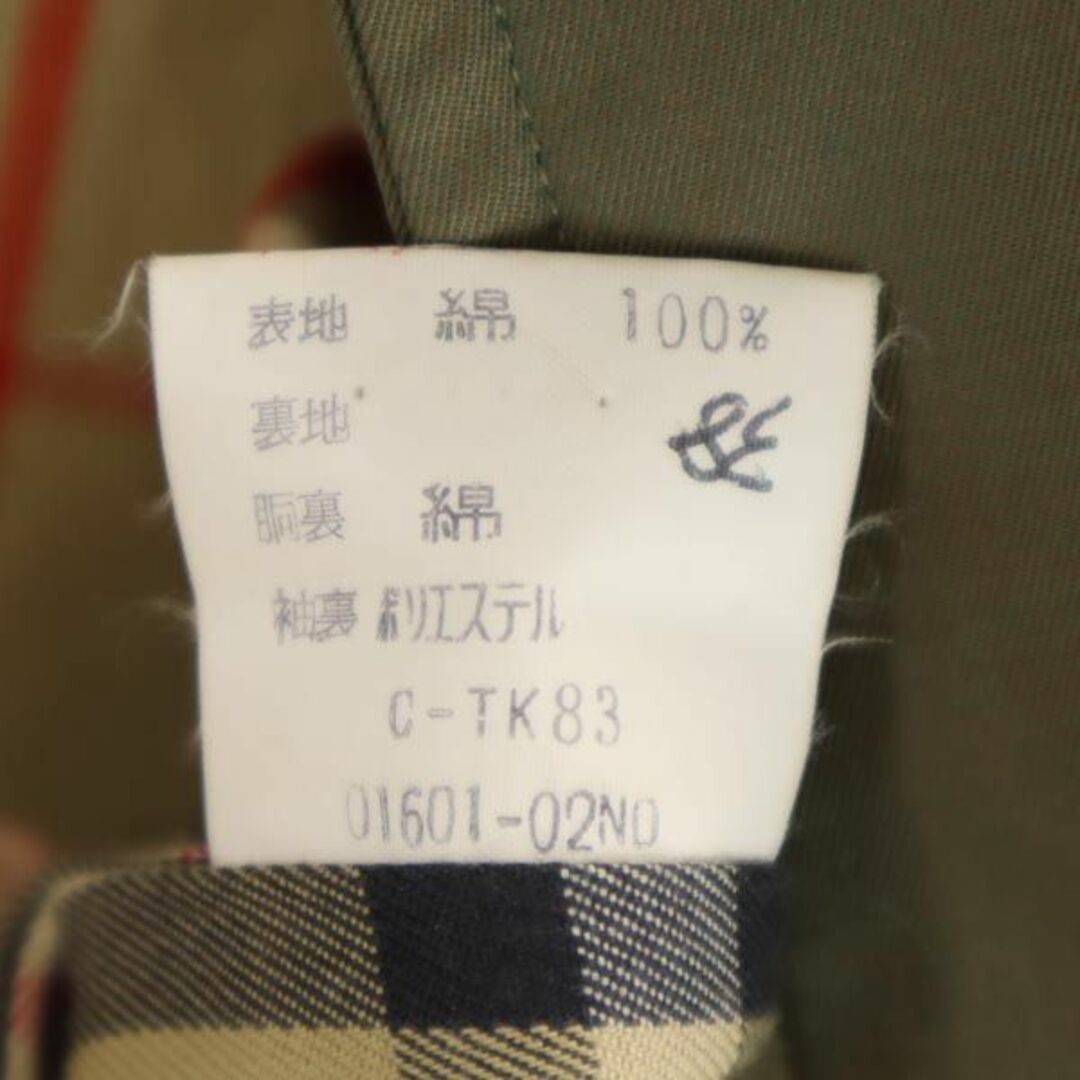 表地 綿 100%
裏地
胴裏 綿
袖裏 ポリエステル
C-TK83
01601-02NO